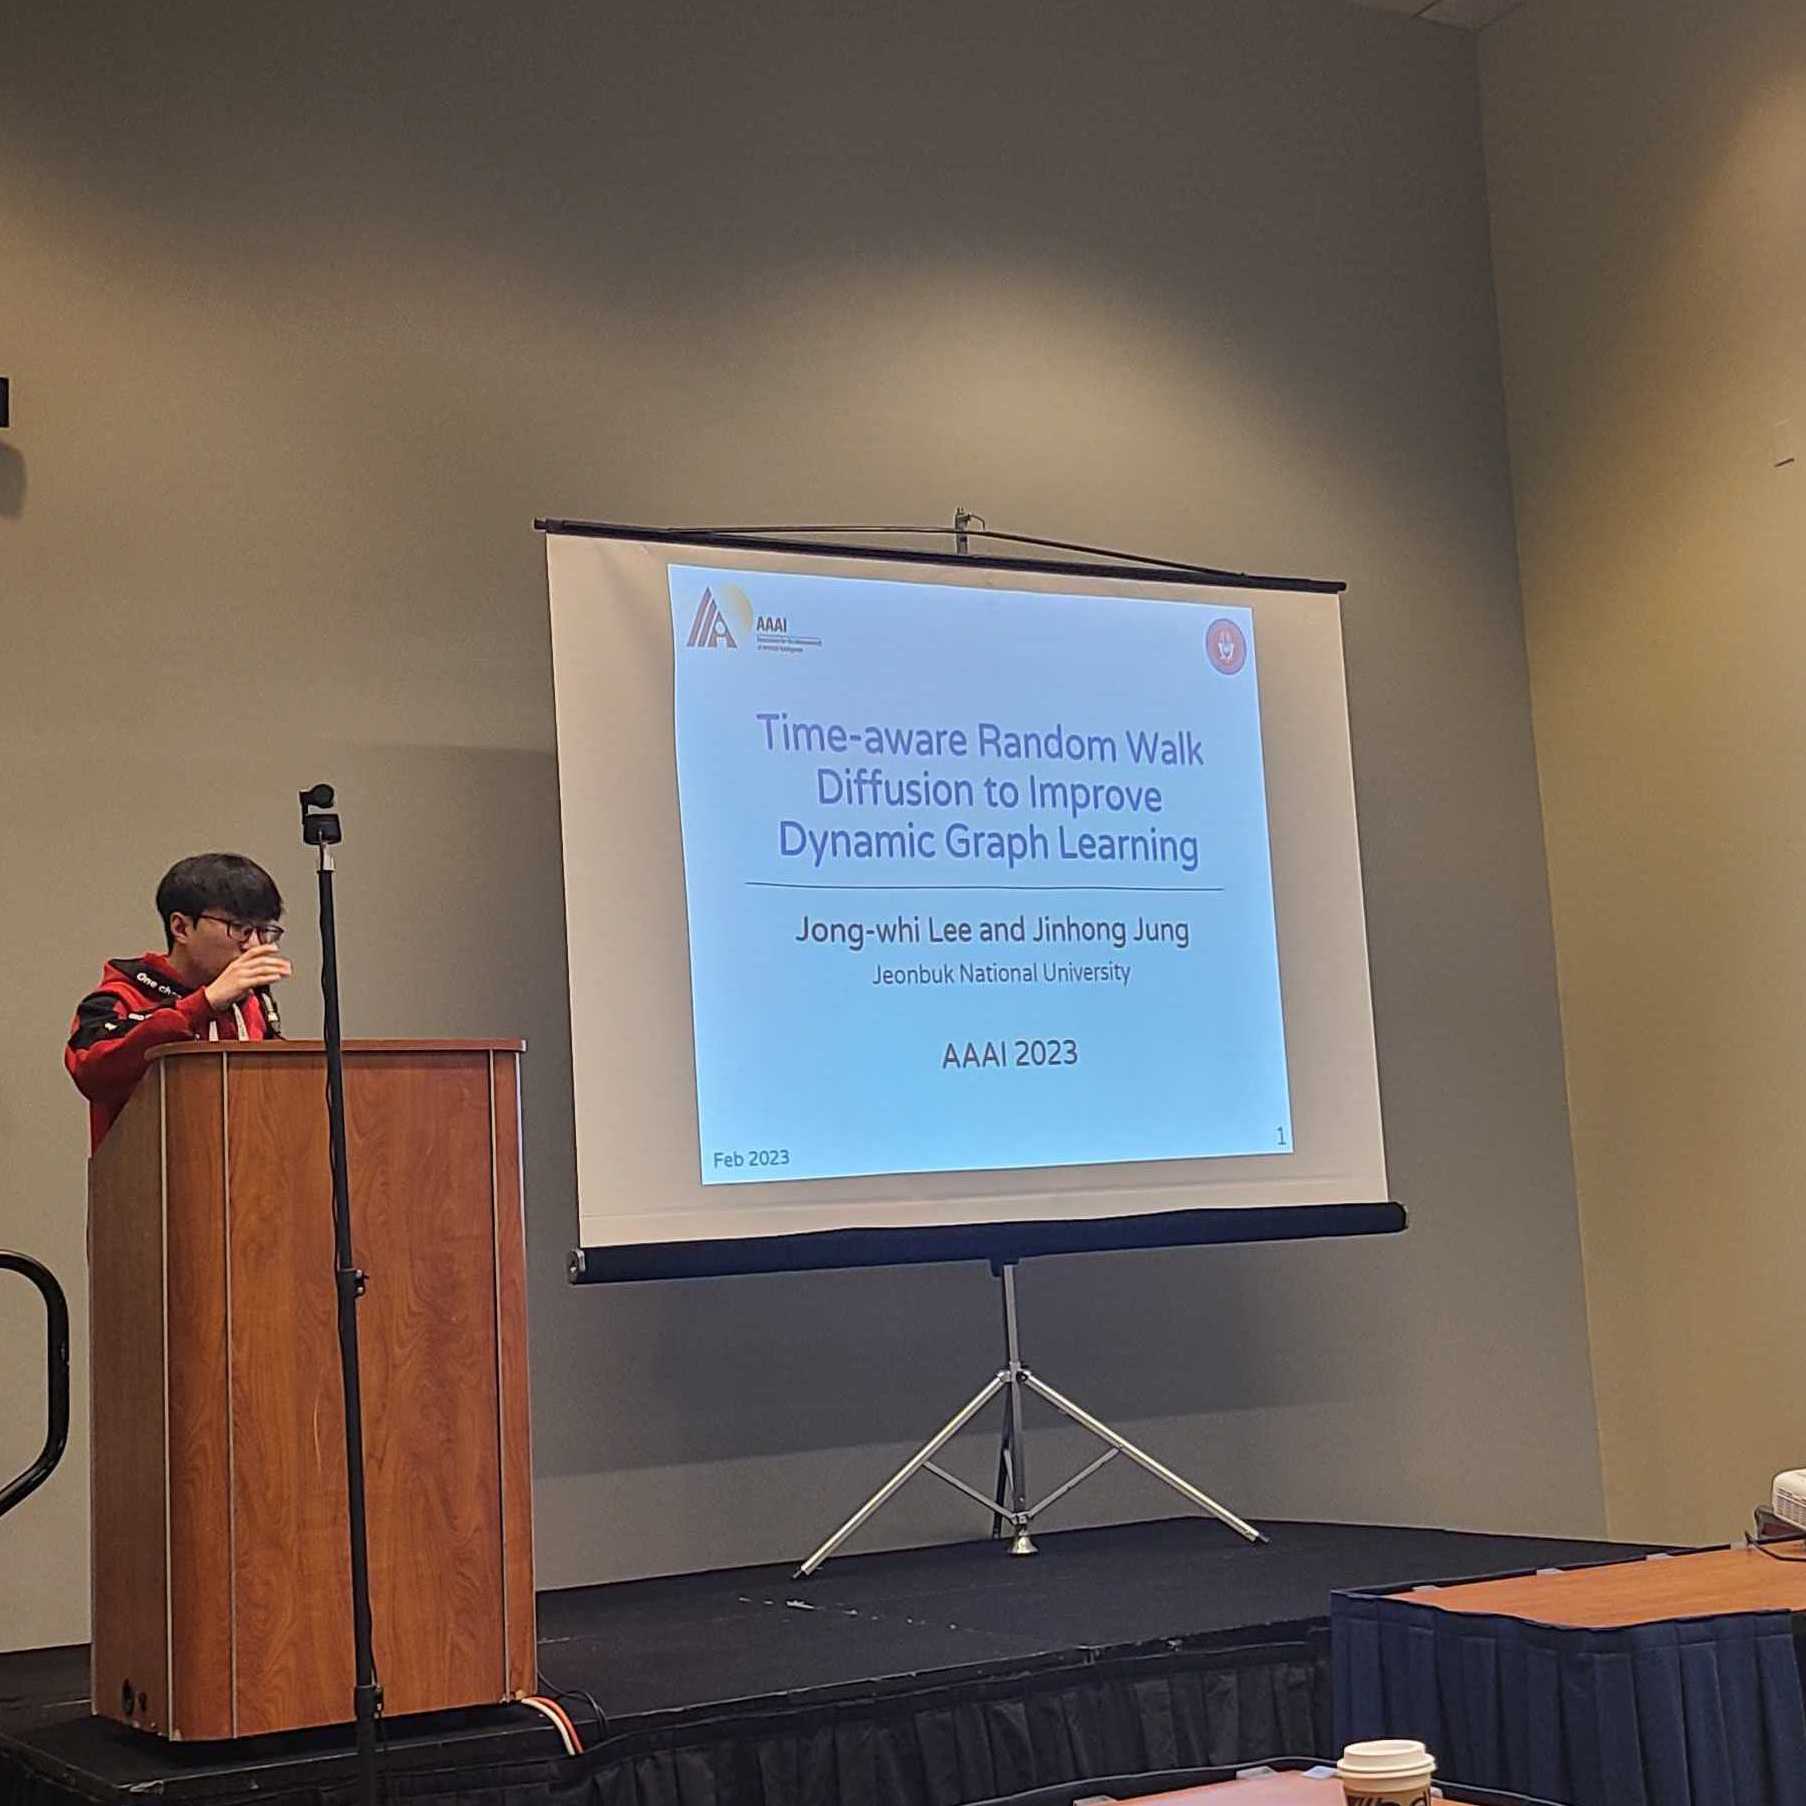 AAAI
Time-aware Random Walk
Diffusion to Improve
Dynamic Graph Learning
Jong-whi Lee and Jinhong Jung
Jeonbuk National University
AAAI 2023
Feb 2023
1
One